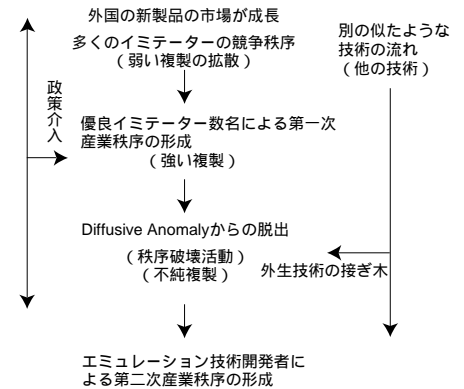 外国の新製品の市場が成長
多くのイミテーターの競争秩序
（弱い複製の拡散）
別の似たような
技術の流れ
（他の技術）
政策介入
優良イミテーター数名による第一次
産業秩序の形成
（強い複製）
Diffusive Anomalyからの脱出
（秩序破壊活動）
（不純複製）
外生技術の接ぎ木
エミュレーション技術開発者に
よる第二次産業秩序の形成